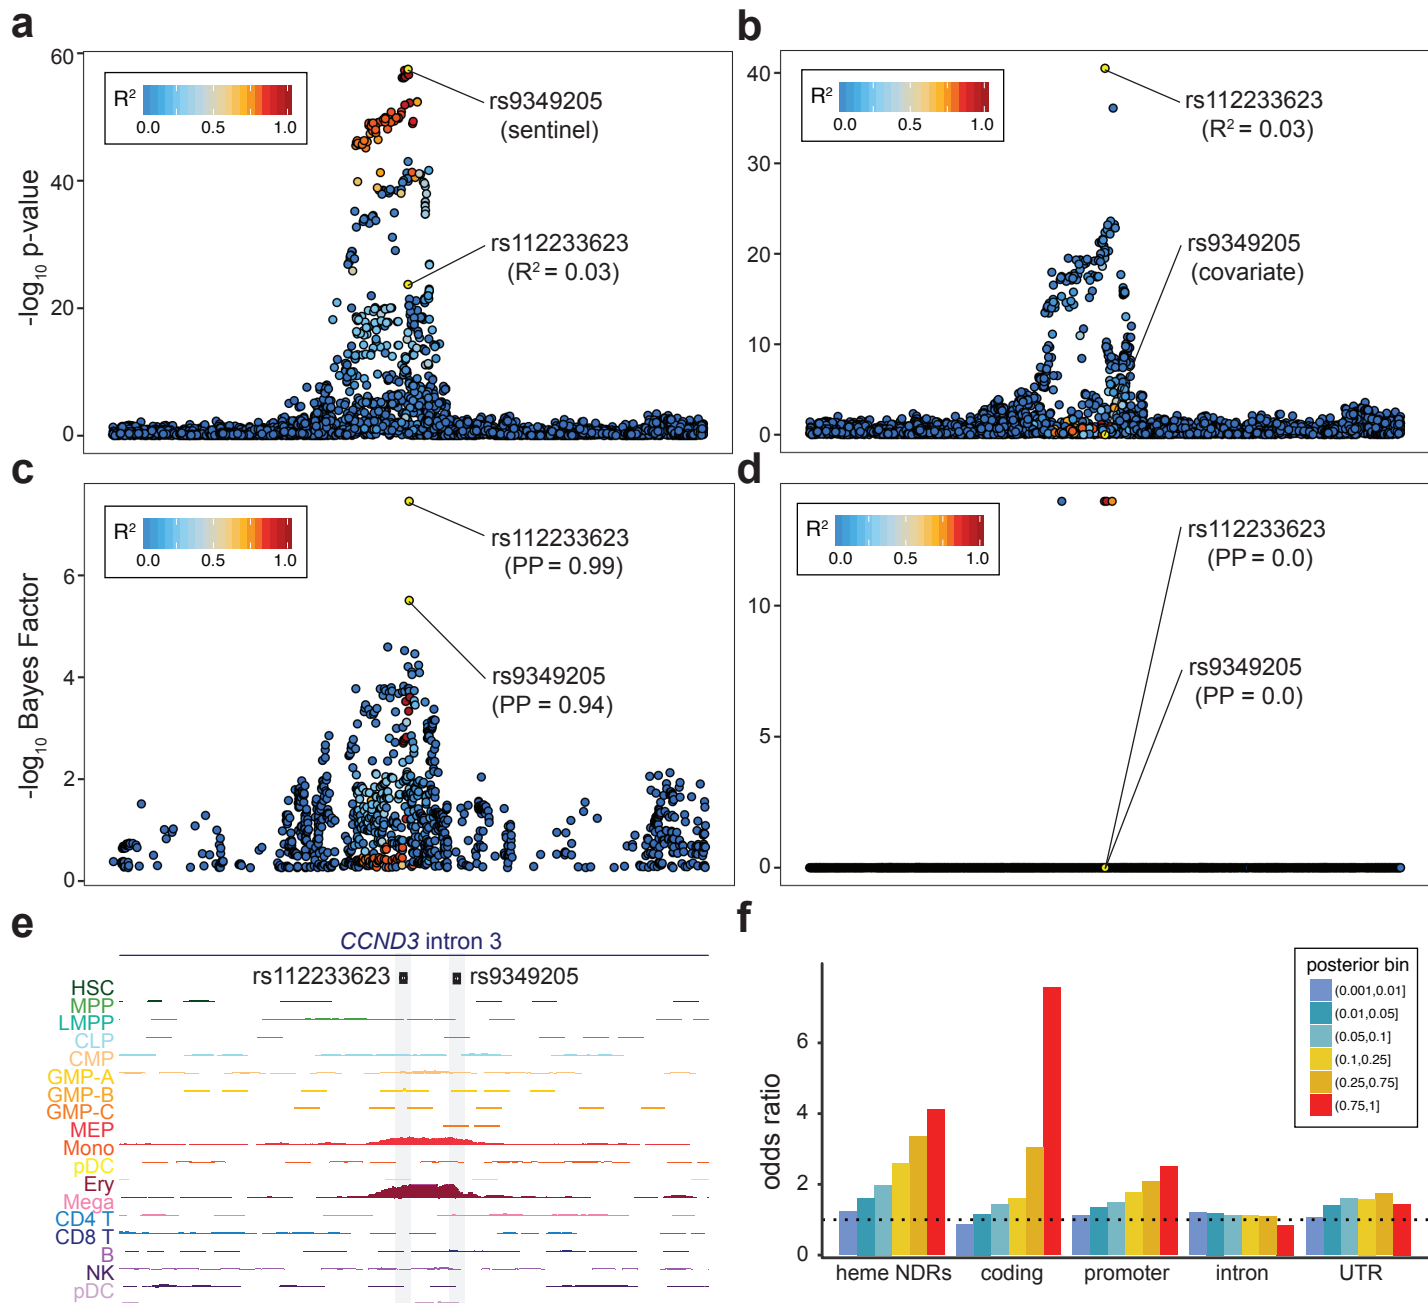 a
60
40
20
0
-log10 p-value
R2
0.0 0.5 1.0
rs9349205
(sentinel)
rs112233623
(R2 = 0.03)
b
40
30
20
10
0
R2
0.0 0.5 1.0
rs112233623
(R2 = 0.03)
rs9349205
(covariate)
c
6
4
2
0
-log10 Bayes Factor
R2
0.0 0.5 1.0
rs112233623
(PP = 0.99)
rs9349205
(PP = 0.94)
d
10
5
0
R2
0.0 0.5 1.0
rs112233623
(PP = 0.0)
rs9349205
(PP = 0.0)
e
CCND3 intron 3
rs112233623
rs9349205
HSC
MPP
LMPP
CLP
CMP
GMP-A
GMP-B
GMP-C
MEP
Mono
pDC
Ery
Mega
CD4 T
CD8 T
B
NK
pDC
f
odds ratio
6
4
2
0
posterior bin
(0.001,0.01]
(0.01,0.05]
(0.05,0.1]
(0.1,0.25]
(0.25,0.75]
(0.75,1]
heme NDRs coding promoter intron UTR